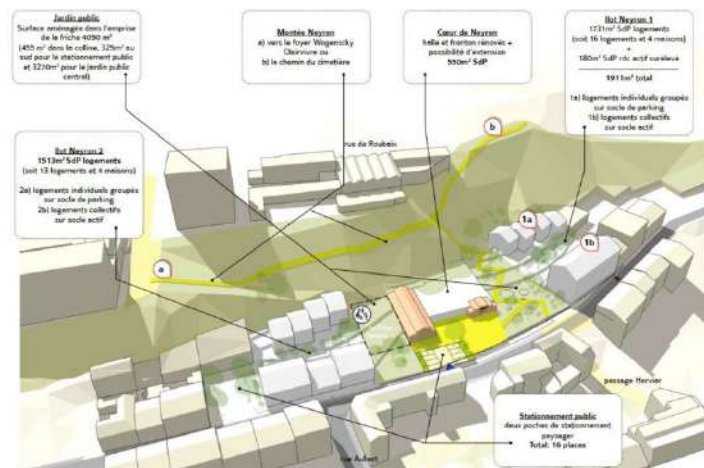 Jardin public
Surface aménagée dans l'emprise
de la friche 4090 m²
(495 m² dans la colline, 325m² au
sud pour le stationnement public
et 3270m² pour le jardin public
central)
Montée Neyron
a) vers le foyer Wogenscky
Clairvivre ou
b) le chemin du cimetière
Cœur de Neyron
halle et fronton rénovés +
possibilité d'extension
550m² SdP
Ilot Neyron 1
1731m² SdP logements
(soit 16 logements et 4 maisons)
+
180m² SdP rdc actif surélevé
1911m² total
1a) logements individuels groupés
sur socle de parking
1b) logements collectifs
sur socle actif
Ilot Neyron 2
1513m² SdP logements
(soit 13 logements et 4 maisons)
2a) logements individuels groupés
sur socle de parking
2b) logements collectifs
sur socle actif
rue de Roubaix
b
a
1a
1b
passage Hervier
rue Aubert
Stationnement public
deux poches de stationnement
paysager
Total: 16 places